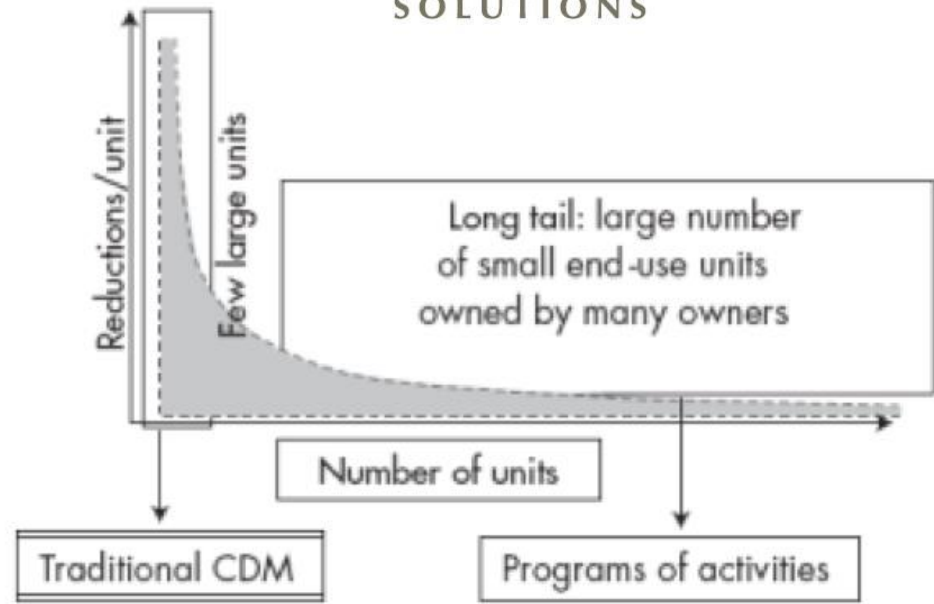 SOLUTIONS
Reductions/unit
Few large units
Long tail: large number
of small end-use units
owned by many owners
Number of units
Traditional CDM
Programs of activities